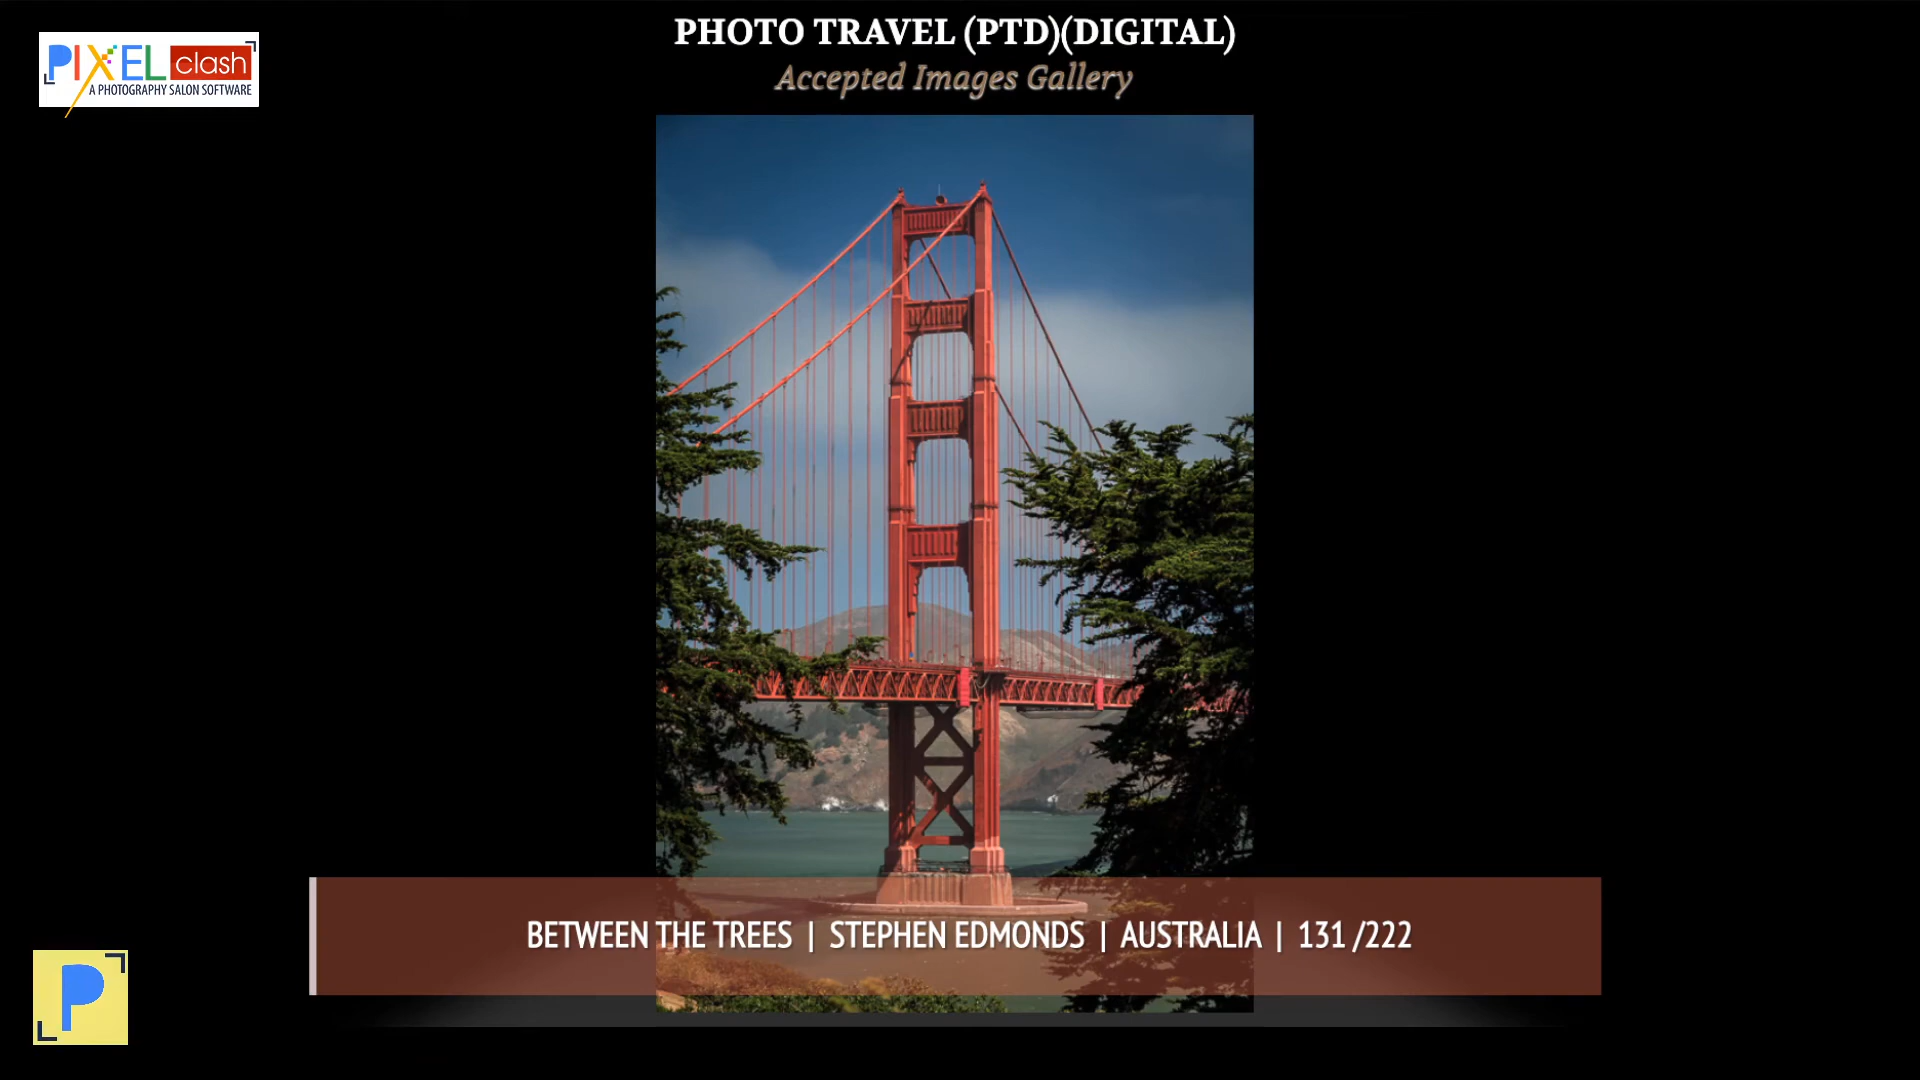 PHOTO TRAVEL (PTD)(DIGITAL)
Accepted Images Gallery
PIXEL clash
A PHOTOGRAPHY SALON SOFTWARE
BETWEEN THE TREES | STEPHEN EDMONDS | AUSTRALIA | 131 /222
P